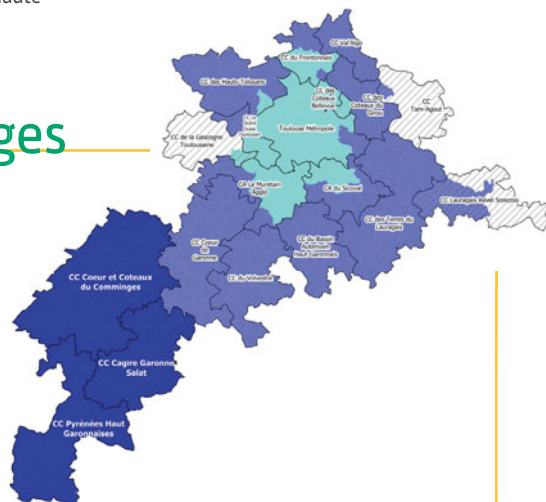 aute
ges
CC du Frontonnais
CC Val'Aïgo
CC des Hauts Tolosans
CC des
Coteaux
Bellevue
CC des
Coteaux du
Girou
CC
Tarn-Agout
CC de la Gascogne
Toulousaine
Toulouse Métropole
CA Le Muretain
Agglo
CA du Sicoval
CC Lauragais Revel Sorezois
CC des Terres du
Lauragais
CC Coeur
de
Garonne
CC du Bassin
Auterivain
Haut Garonnais
CC du Volvestre
CC Coeur et Coteaux
du Comminges
CC Cagire Garonne
Salat
CC Pyrénées Haut
Garonnaises